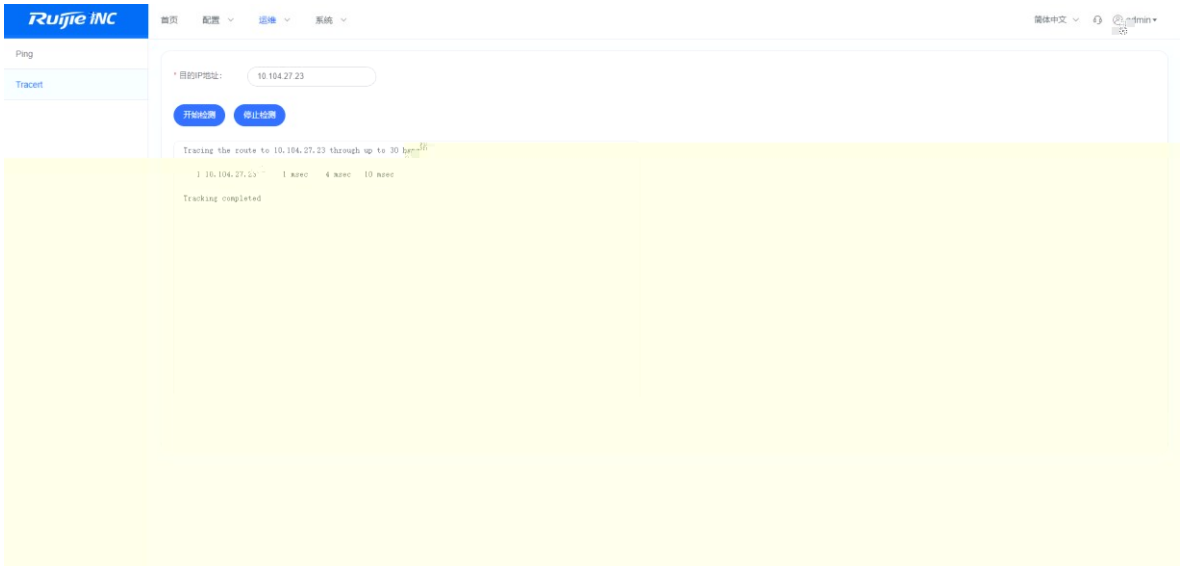 Ruijie INC
首页 配置 运维 系统 简体中文 admin
Ping
Tracert
* 目的IP地址: 10.104.27.23
开始检测 停止检测
Tracing the route to 10.104.27.23 through up to 30
1 10.104.27.23 1 msec 4 msec 10 msec
Tracking completed